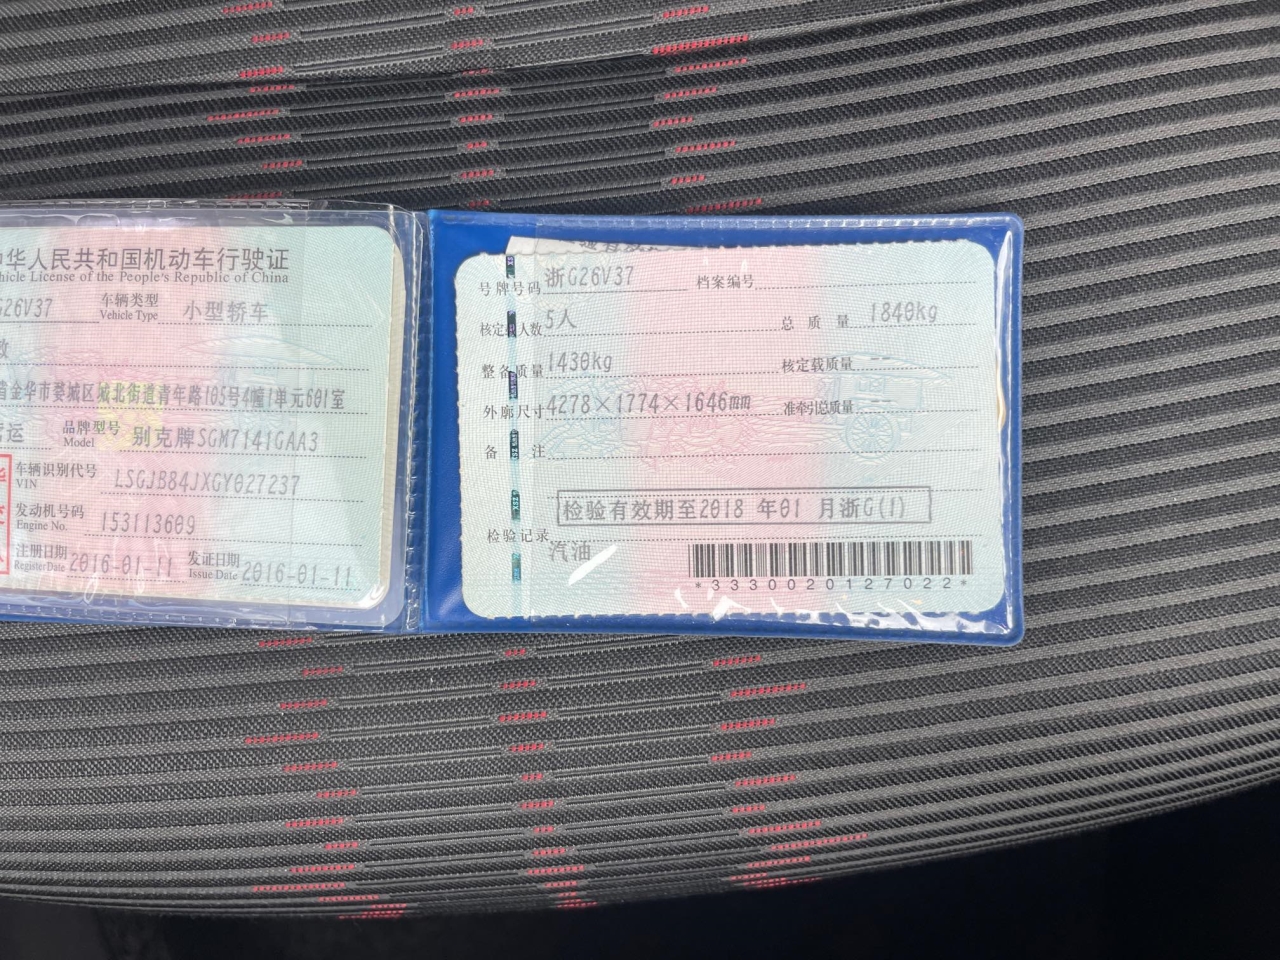 中华人民共和国机动车行驶证
hicle License of the People's Republic of China
G26V37 车辆类型 Vehicle Type 小型轿车
省金华市婺城区城北街道青年路105号4幢1单元601室
营运 品牌型号 Model 别克牌SGM7141GAA3
车辆识别代号 VIN LSGJB84JXGY027237
发动机号码 Engine No. 153113609
注册日期 Register Date 2016-01-11 发证日期 Issue Date 2016-01-11
号牌号码 浙G26V37 档案编号
核定载人数 5人 总质量 1840kg
整备质量 1430kg 核定载质量 --
外廓尺寸 4278×1774×1646mm 准牵引总质量 --
备注
检验有效期至2018 年01 月浙G(1)
检验记录
汽油
*3330020127022*